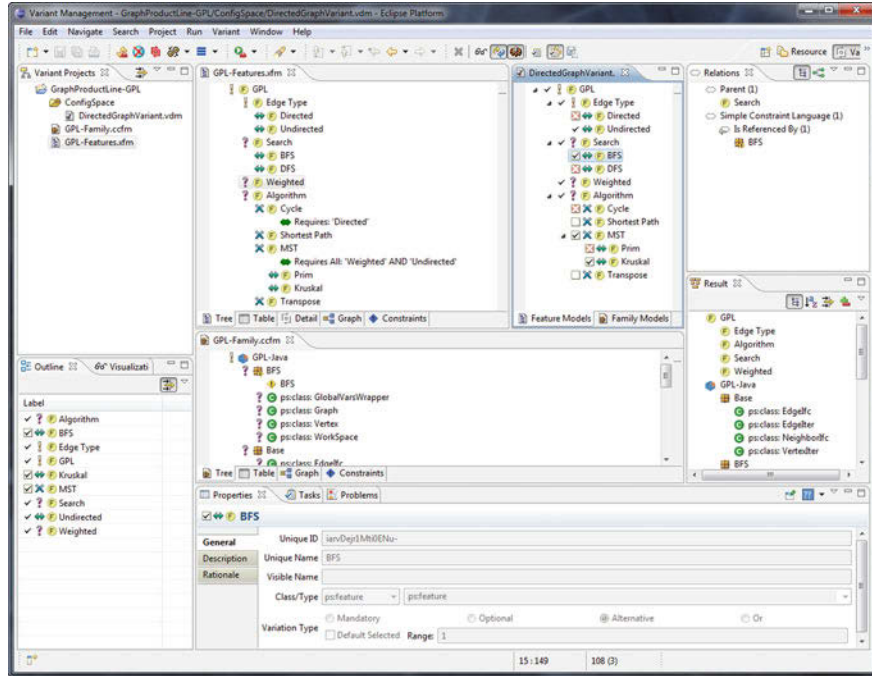 Variant Management - GraphProductLine-GPL/ConfigSpace/DirectedGraphVariant.vdm - Eclipse Platform
File Edit Navigate Search Project Run Variant Window Help
Resource Va
Variant Projects
GraphProductLine-GPL
ConfigSpace
DirectedGraphVariant.vdm
GPL-Family.ccfm
GPL-Features.xfm
GPL-Features.xfm
GPL
Edge Type
Directed
Undirected
Search
BFS
DFS
Weighted
Algorithm
Cycle
Requires: 'Directed'
Shortest Path
MST
Requires All: 'Weighted' AND 'Undirected'
Prim
Kruskal
Transpose
Tree Table Detail Graph Constraints
DirectedGraphVariant.
GPL
Edge Type
Directed
Undirected
Search
BFS
DFS
Weighted
Algorithm
Cycle
Shortest Path
MST
Prim
Kruskal
Transpose
Feature Models Family Models
Relations
Parent (1)
Search
Simple Constraint Language (1)
Is Referenced By (1)
BFS
Result
GPL
Edge Type
Algorithm
Search
Weighted
GPL-Java
Base
ps:class: EdgeIfc
ps:class: EdgeIter
ps:class: NeighborIfc
ps:class: VertexIter
BFS
GPL-Family.ccfm
GPL-Java
BFS
BFS
ps:class: GlobalVarsWrapper
ps:class: Graph
ps:class: Vertex
ps:class: WorkSpace
Base
ps:class: EdgeIfc
Tree Table Graph Constraints
Outline Visualizati
Label
Algorithm
BFS
Edge Type
GPL
Kruskal
MST
Search
Undirected
Weighted
Properties Tasks Problems
BFS
General
Description
Rationale
Unique ID
Unique Name BFS
Visible Name
Class/Type ps:feature ps:feature
Variation Type Mandatory Optional Alternative Or
Default Selected Range: 1
15:149 108 (3)